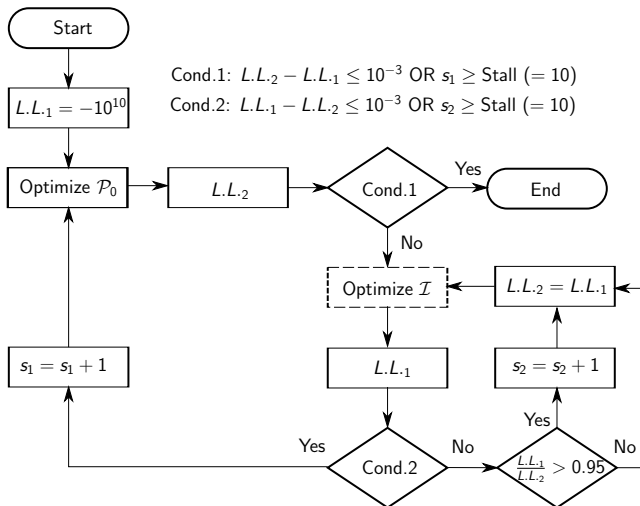 Start
Cond.1: L.L.₂ − L.L.₁ ≤ 10⁻³ OR s₁ ≥ Stall (= 10)
L.L.₁ = −10¹⁰
Cond.2: L.L.₁ − L.L.₂ ≤ 10⁻³ OR s₂ ≥ Stall (= 10)
Optimize 𝒫₀
L.L.₂
Cond.1
Yes
End
No
Optimize ℐ
L.L.₂ = L.L.₁
s₁ = s₁ + 1
L.L.₁
s₂ = s₂ + 1
Yes
Cond.2
No
Yes
L.L.₁/L.L.₂ > 0.95
No